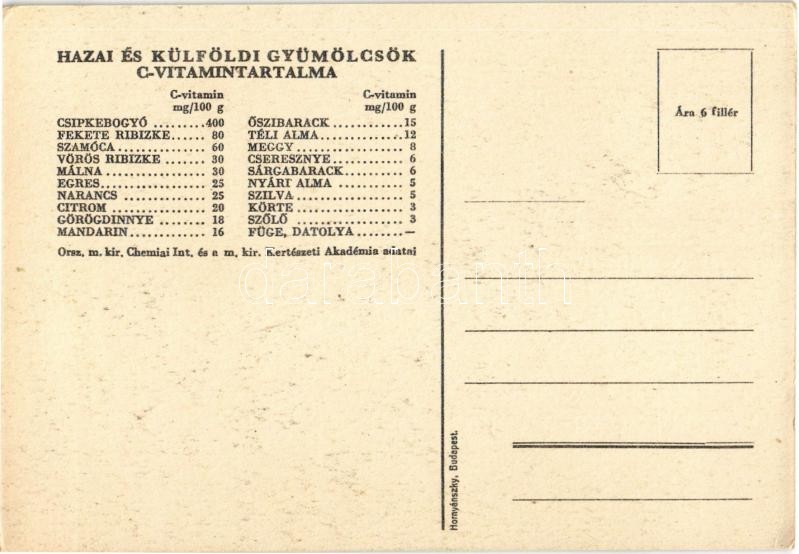 HAZAI ÉS KÜLFÖLDI GYÜMÖLCSÖK
C-VITAMINTARTALMA
C-vitamin
mg/100 g
CSIPKEBOGYÓ ......... 400
FEKETE RIBIZKE ...... 80
SZAMÓCA ............. 60
VÖRÖS RIBIZKE ....... 30
MÁLNA ............... 30
EGRES ............... 25
NARANCS ............. 25
CITROM .............. 20
GÖRÖGDINNYE ......... 18
MANDARIN ............ 16
C-vitamin
mg/100 g
ŐSZIBARACK .......... 15
TÉLI ALMA ........... 12
MEGGY ............... 8
CSERESZNYE .......... 6
SÁRGABARACK ......... 6
NYÁRI ALMA .......... 5
SZILVA .............. 5
KÖRTE ............... 3
SZŐLŐ ............... 3
FÜGE, DATOLYA ....... —
Orsz. m. kir. Chemiai Int. és a m. kir. Kertészeti Akadémia adatai
Ára 6 fillér
Hornyánszky, Budapest.
darabanth